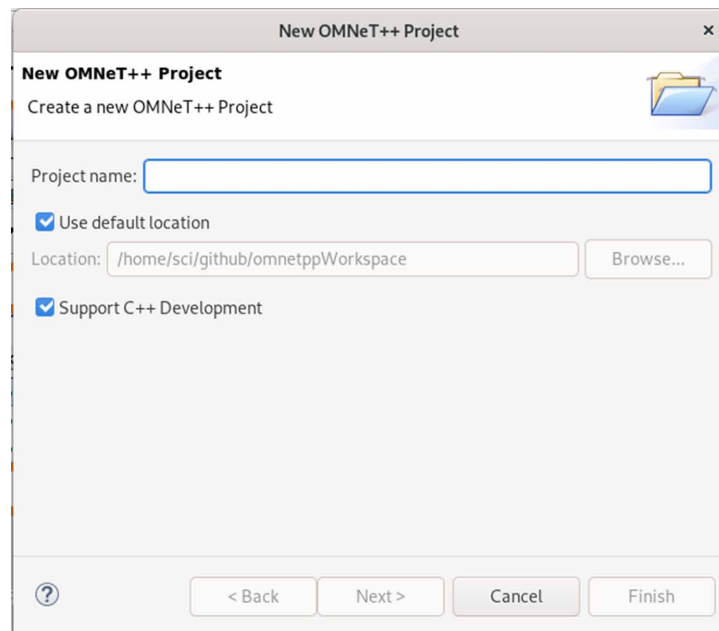 New OMNeT++ Project
New OMNeT++ Project
Create a new OMNeT++ Project
Project name:
Use default location
Location: /home/sci/github/omnetppWorkspace Browse...
Support C++ Development
? < Back Next > Cancel Finish